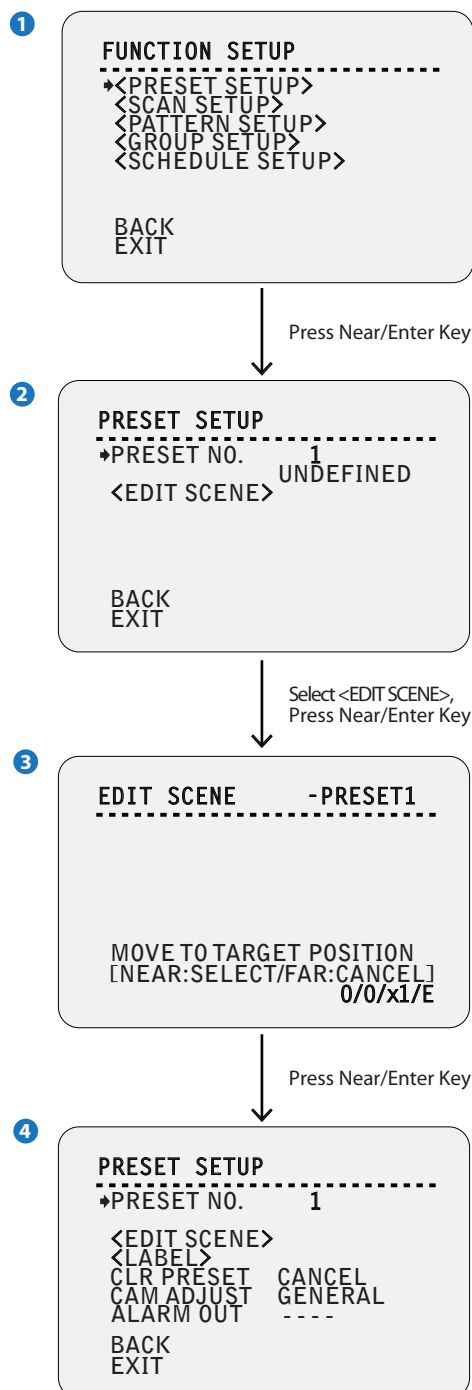 1
FUNCTION SETUP
<PRESET SETUP>
<SCAN SETUP>
<PATTERN SETUP>
<GROUP SETUP>
<SCHEDULE SETUP>
BACK
EXIT
Press Near/Enter Key
2
PRESET SETUP
PRESET NO. 1
UNDEFINED
<EDIT SCENE>
BACK
EXIT
Select <EDIT SCENE>,
Press Near/Enter Key
3
EDIT SCENE -PRESET1
MOVE TO TARGET POSITION
[NEAR:SELECT/FAR:CANCEL]
0/0/x1/E
Press Near/Enter Key
4
PRESET SETUP
PRESET NO. 1
<EDIT SCENE>
<LABEL>
CLR PRESET CANCEL
CAM ADJUST GENERAL
ALARM OUT ----
BACK
EXIT